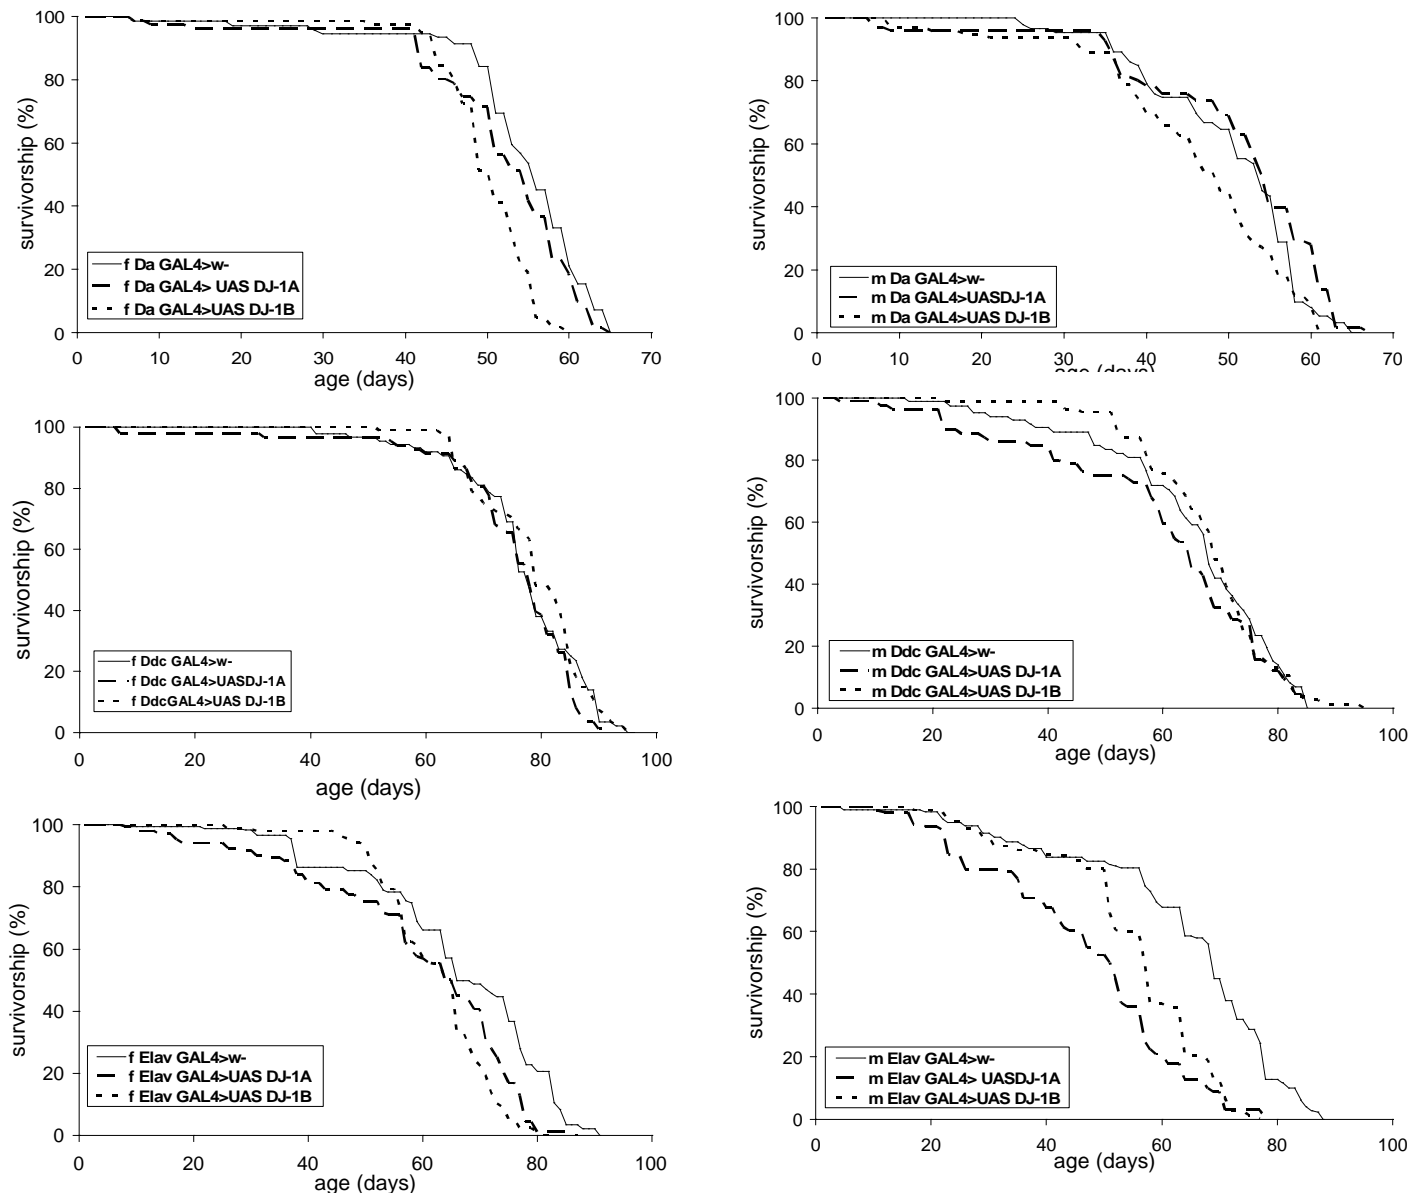 100
80
60
40
20
0
survivorship (%)
f Da GAL4>w-
f Da GAL4> UAS DJ-1A
f Da GAL4>UAS DJ-1B
0 10 20 30 30 40 50 60 70
age (days)
100
80
60
40
20
0
survivorship (%)
m Da GAL4>w-
m Da GAL4>UASDJ-1A
m Da GAL4>UAS DJ-1B
0 10 20 30 40 50 60 70
age (days)
100
80
60
40
20
0
survivorship (%)
f Ddc GAL4>w-
f Ddc GAL4>UASDJ-1A
f DdcGAL4>UAS DJ-1B
0 20 40 60 80 100
age (days)
100
80
60
40
20
0
survivorship (%)
m Ddc GAL4>w-
m Ddc GAL4>UAS DJ-1A
m Ddc GAL4>UAS DJ-1B
0 20 40 60 80 100
age (days)
100
80
60
40
20
0
survivorship (%)
f Elav GAL4>w-
f Elav GAL4>UAS DJ-1A
f Elav GAL4>UAS DJ-1B
0 20 40 60 80 100
age (days)
100
80
60
40
20
0
survivorship (%)
m Elav GAL4>w-
m Elav GAL4> UASDJ-1A
m Elav GAL4>UAS DJ-1B
0 20 40 60 80 100
age (days)